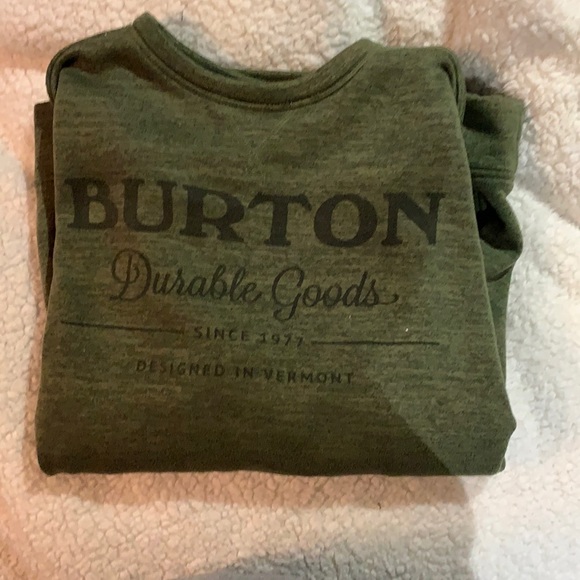 BURTON
Durable Goods
SINCE 1977
DESIGNED IN VERMONT